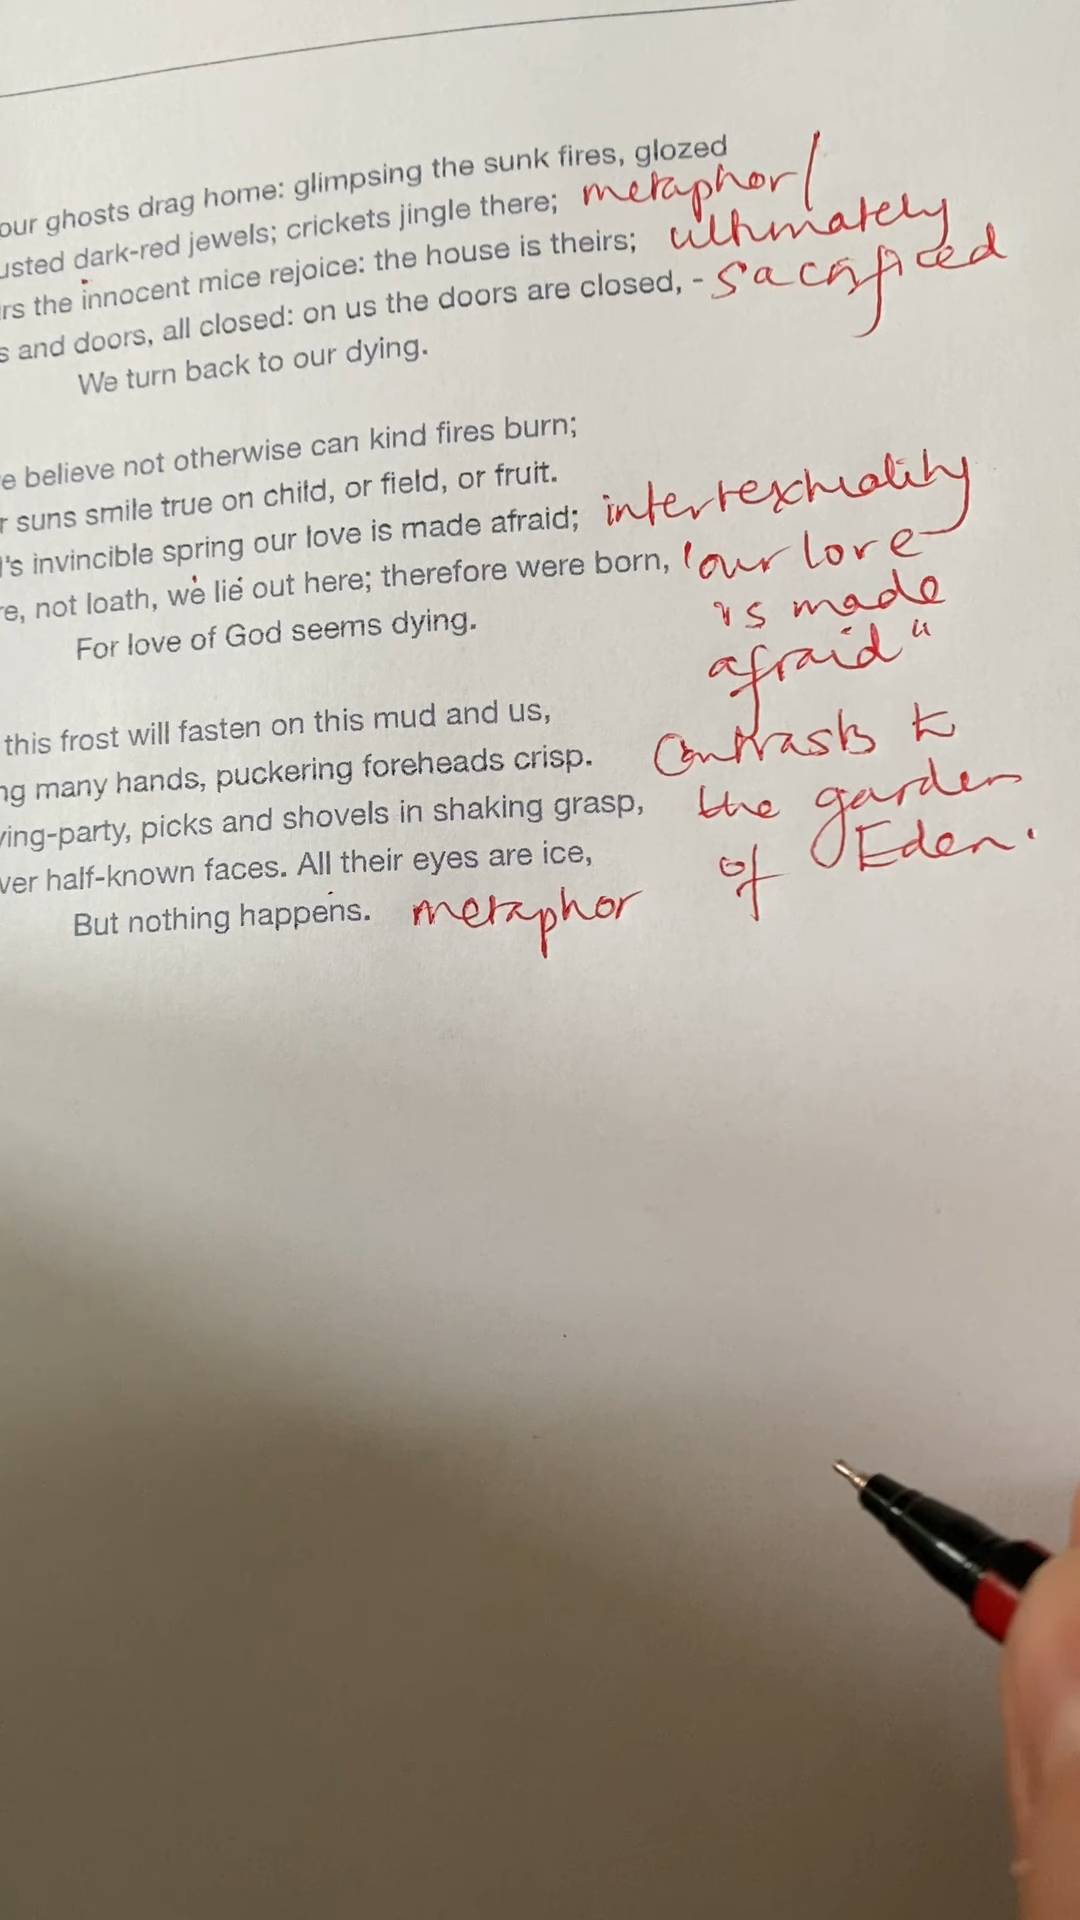 our ghosts drag home: glimpsing the sunk fires, glozed
usted dark-red jewels; crickets jingle there; metaphor/
rs the innocent mice rejoice: the house is theirs; ultimately
s and doors, all closed: on us the doors are closed, - sacrificed
We turn back to our dying.
e believe not otherwise can kind fires burn;
r suns smile true on child, or field, or fruit.
l's invincible spring our love is made afraid; intertextuality
re, not loath, we lie out here; therefore were born, "our love
is made
For love of God seems dying.
afraid"
this frost will fasten on this mud and us,
Contrasts to
ng many hands, puckering foreheads crisp.
the garden
ying-party, picks and shovels in shaking grasp,
of Eden.
ver half-known faces. All their eyes are ice,
But nothing happens. metaphor